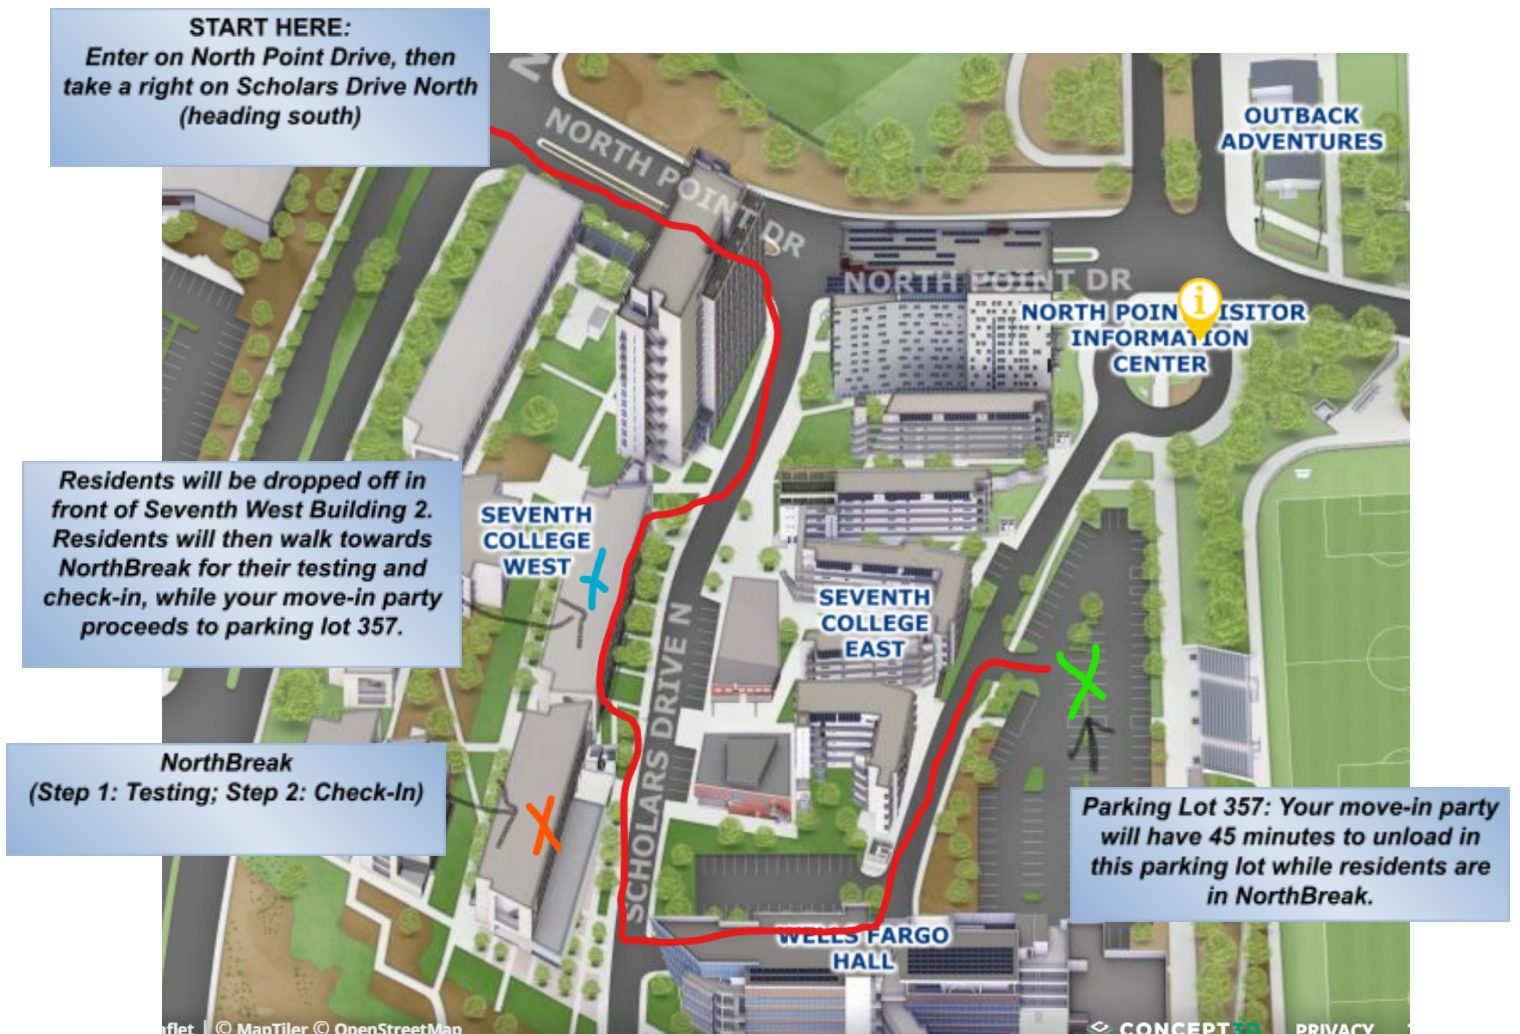 START HERE:
Enter on North Point Drive, then
take a right on Scholars Drive North
(heading south)
N
NORTH POINT DR
OUTBACK
ADVENTURES
NORTH POINT DR
NORTH POINT VISITOR
INFORMATION
CENTER
i
Residents will be dropped off in
front of Seventh West Building 2.
Residents will then walk towards
NorthBreak for their testing and
check-in, while your move-in party
proceeds to parking lot 357.
SEVENTH
COLLEGE
WEST
SEVENTH
COLLEGE
EAST
SCHOLARS DRIVE N
NorthBreak
(Step 1: Testing; Step 2: Check-In)
Parking Lot 357: Your move-in party
will have 45 minutes to unload in
this parking lot while residents are
in NorthBreak.
WELLS FARGO
HALL
aflet | © MapTiler © OpenStreetMap
CONCEPT3D PRIVACY